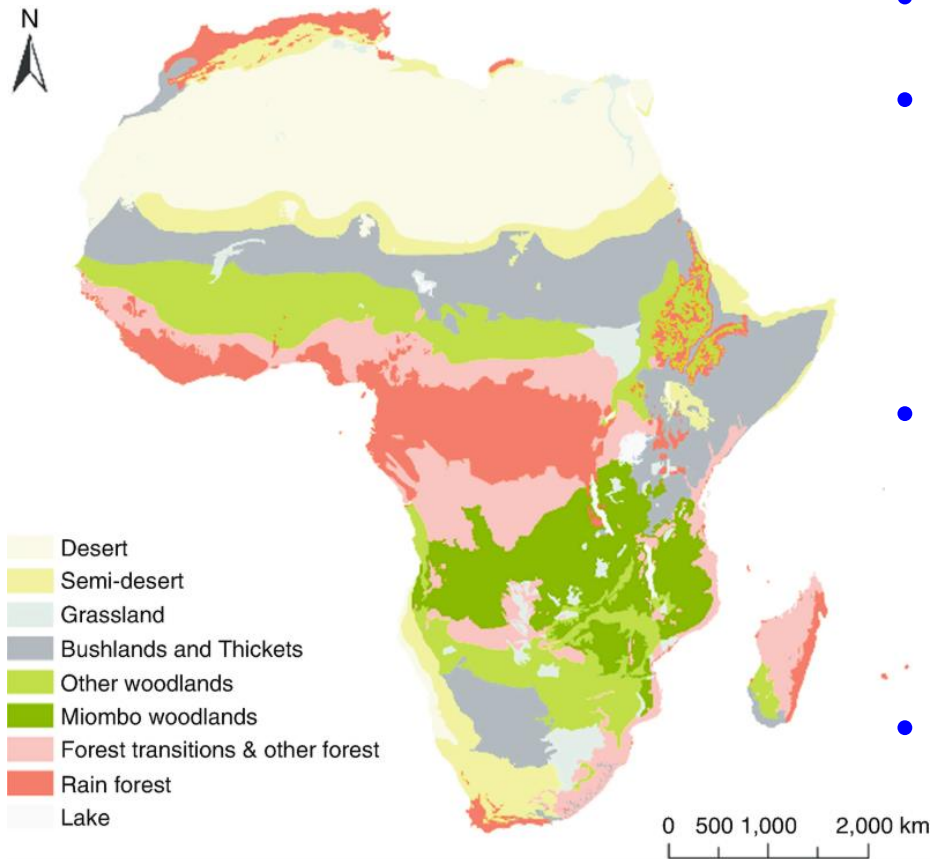 N
Desert
Semi-desert
Grassland
Bushlands and Thickets
Other woodlands
Miombo woodlands
Forest transitions & other forest
Rain forest
Lake
0 500 1,000 2,000 km